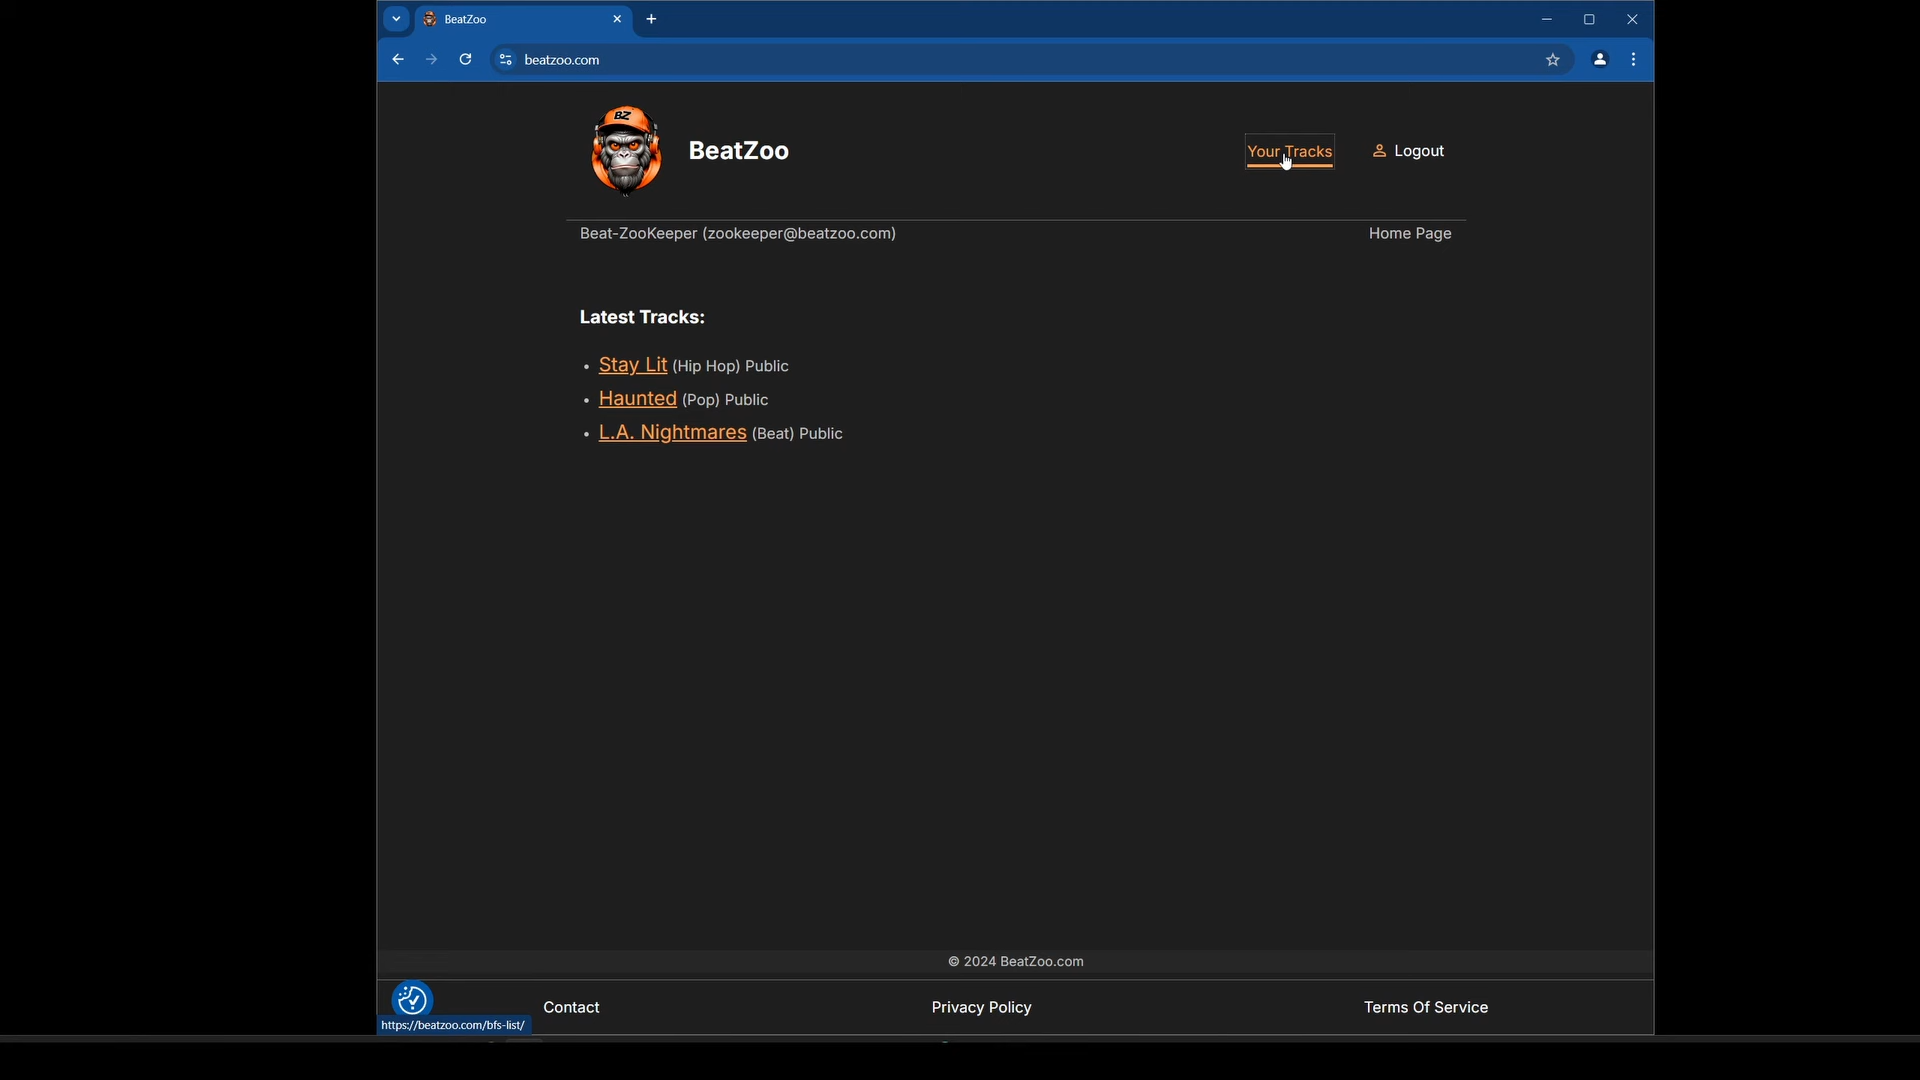 BeatZoo
beatzoo.com
BZ
BeatZoo
Your Tracks
Logout
Beat-ZooKeeper (zookeeper@beatzoo.com)
Home Page
Latest Tracks:
Stay Lit (Hip Hop) Public
Haunted (Pop) Public
L.A. Nightmares (Beat) Public
© 2024 BeatZoo.com
Contact
Privacy Policy
Terms Of Service
https://beatzoo.com/bfs-list/